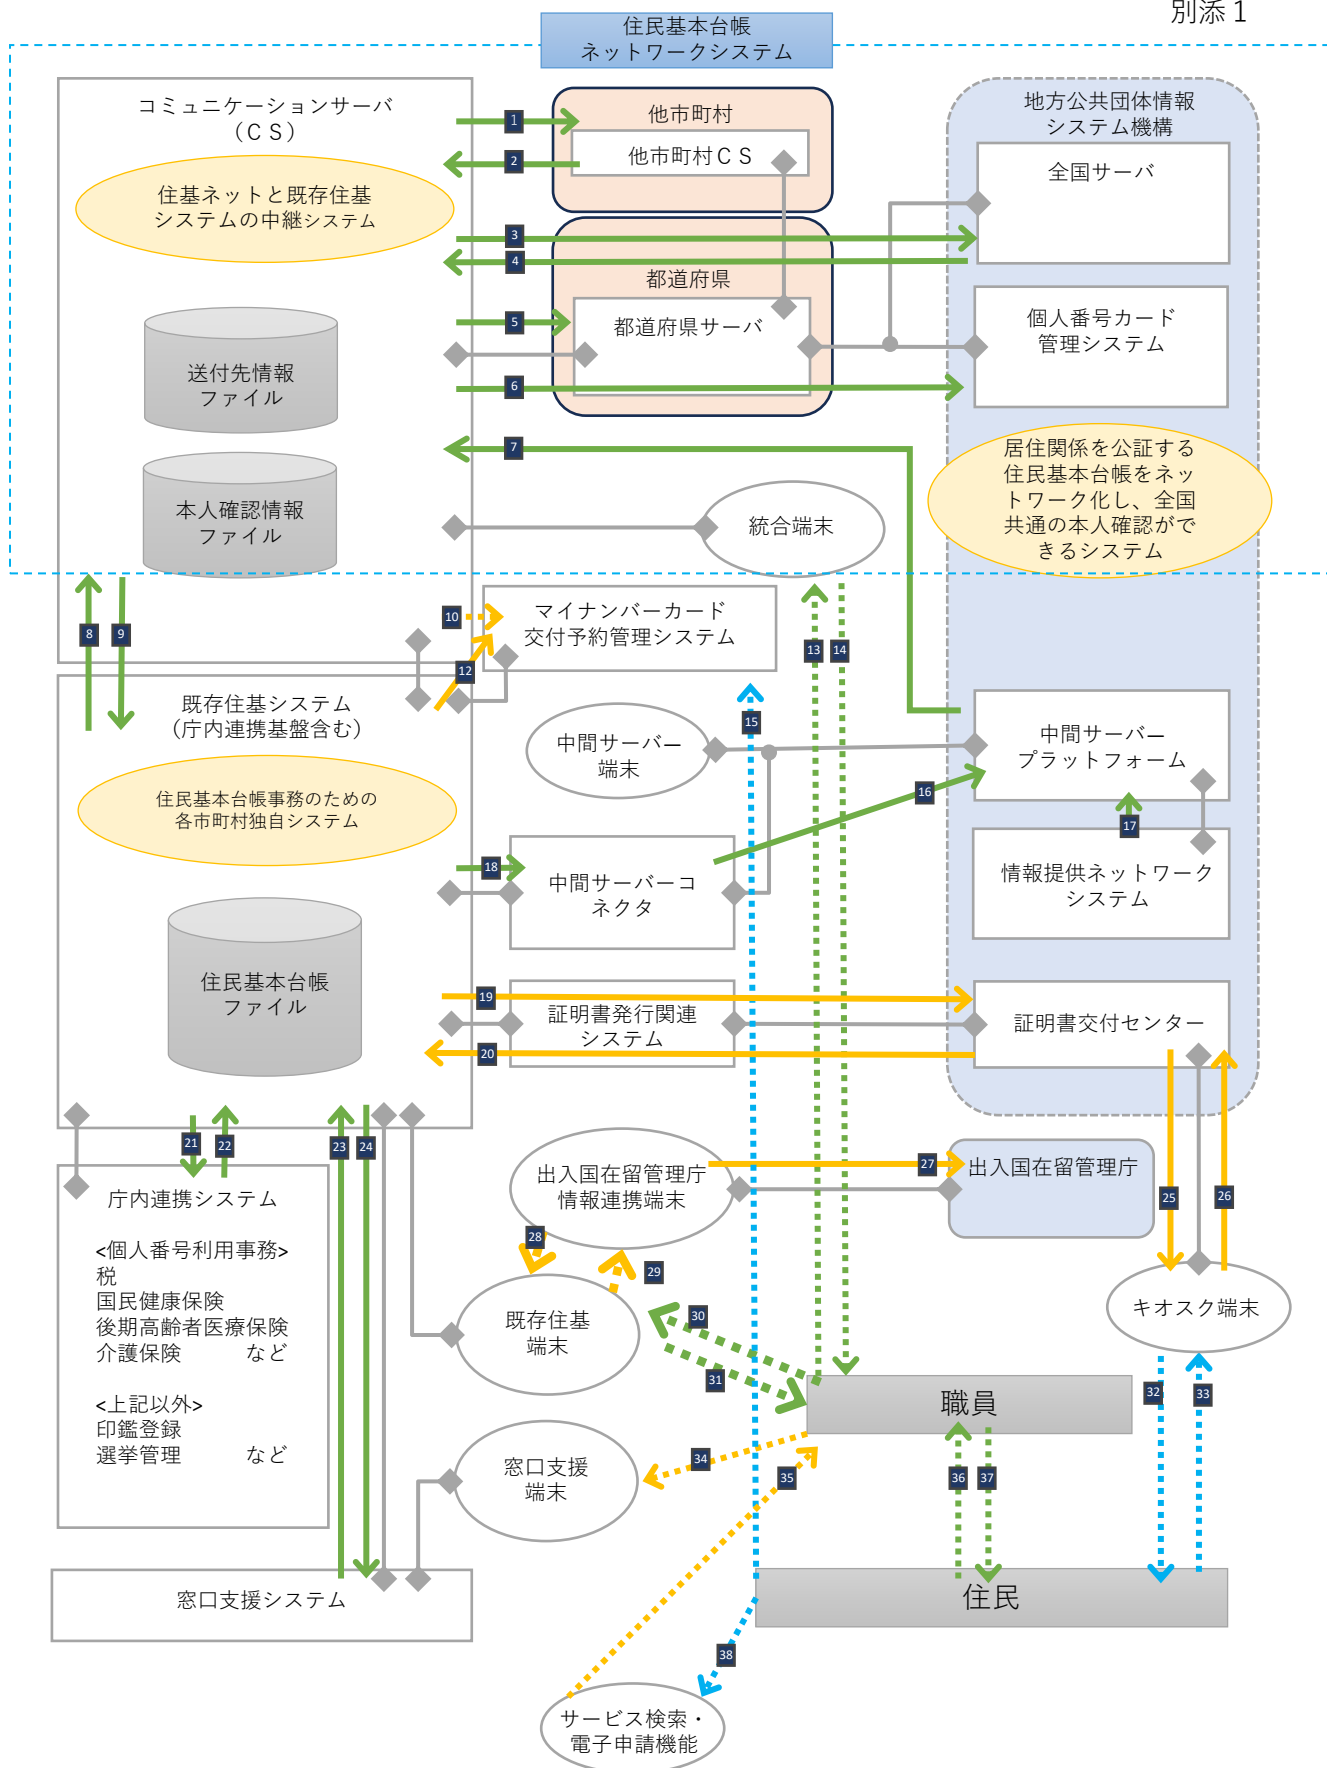 別添１
住民基本台帳
ネットワークシステム
コミュニケーションサーバ
（ＣＳ）
住基ネットと既存住基
システムの中継システム
送付先情報
ファイル
本人確認情報
ファイル
1
2
3
4
5
6
7
他市町村
他市町村ＣＳ
都道府県
都道府県サーバ
地方公共団体情報
システム機構
全国サーバ
個人番号カード
管理システム
居住関係を公証する
住民基本台帳をネッ
トワーク化し、全国
共通の本人確認がで
きるシステム
統合端末
8
9
10
12
マイナンバーカード
交付予約管理システム
13
14
15
既存住基システム
（庁内連携基盤含む）
住民基本台帳事務のための
各市町村独自システム
住民基本台帳
ファイル
中間サーバー
端末
16
中間サーバー
プラットフォーム
17
情報提供ネットワーク
システム
18
中間サーバーコ
ネクタ
19
証明書発行関連
システム
20
証明書交付センター
21
22
23
24
庁内連携システム
<個人番号利用事務>
税
国民健康保険
後期高齢者医療保険
介護保険　　　など
<上記以外>
印鑑登録
選挙管理　　　など
出入国在留管理庁
情報連携端末
27
出入国在留管理庁
25
26
28
29
既存住基
端末
30
31
キオスク端末
職員
32
33
窓口支援
端末
34
35
36
37
窓口支援システム
住民
38
サービス検索・
電子申請機能